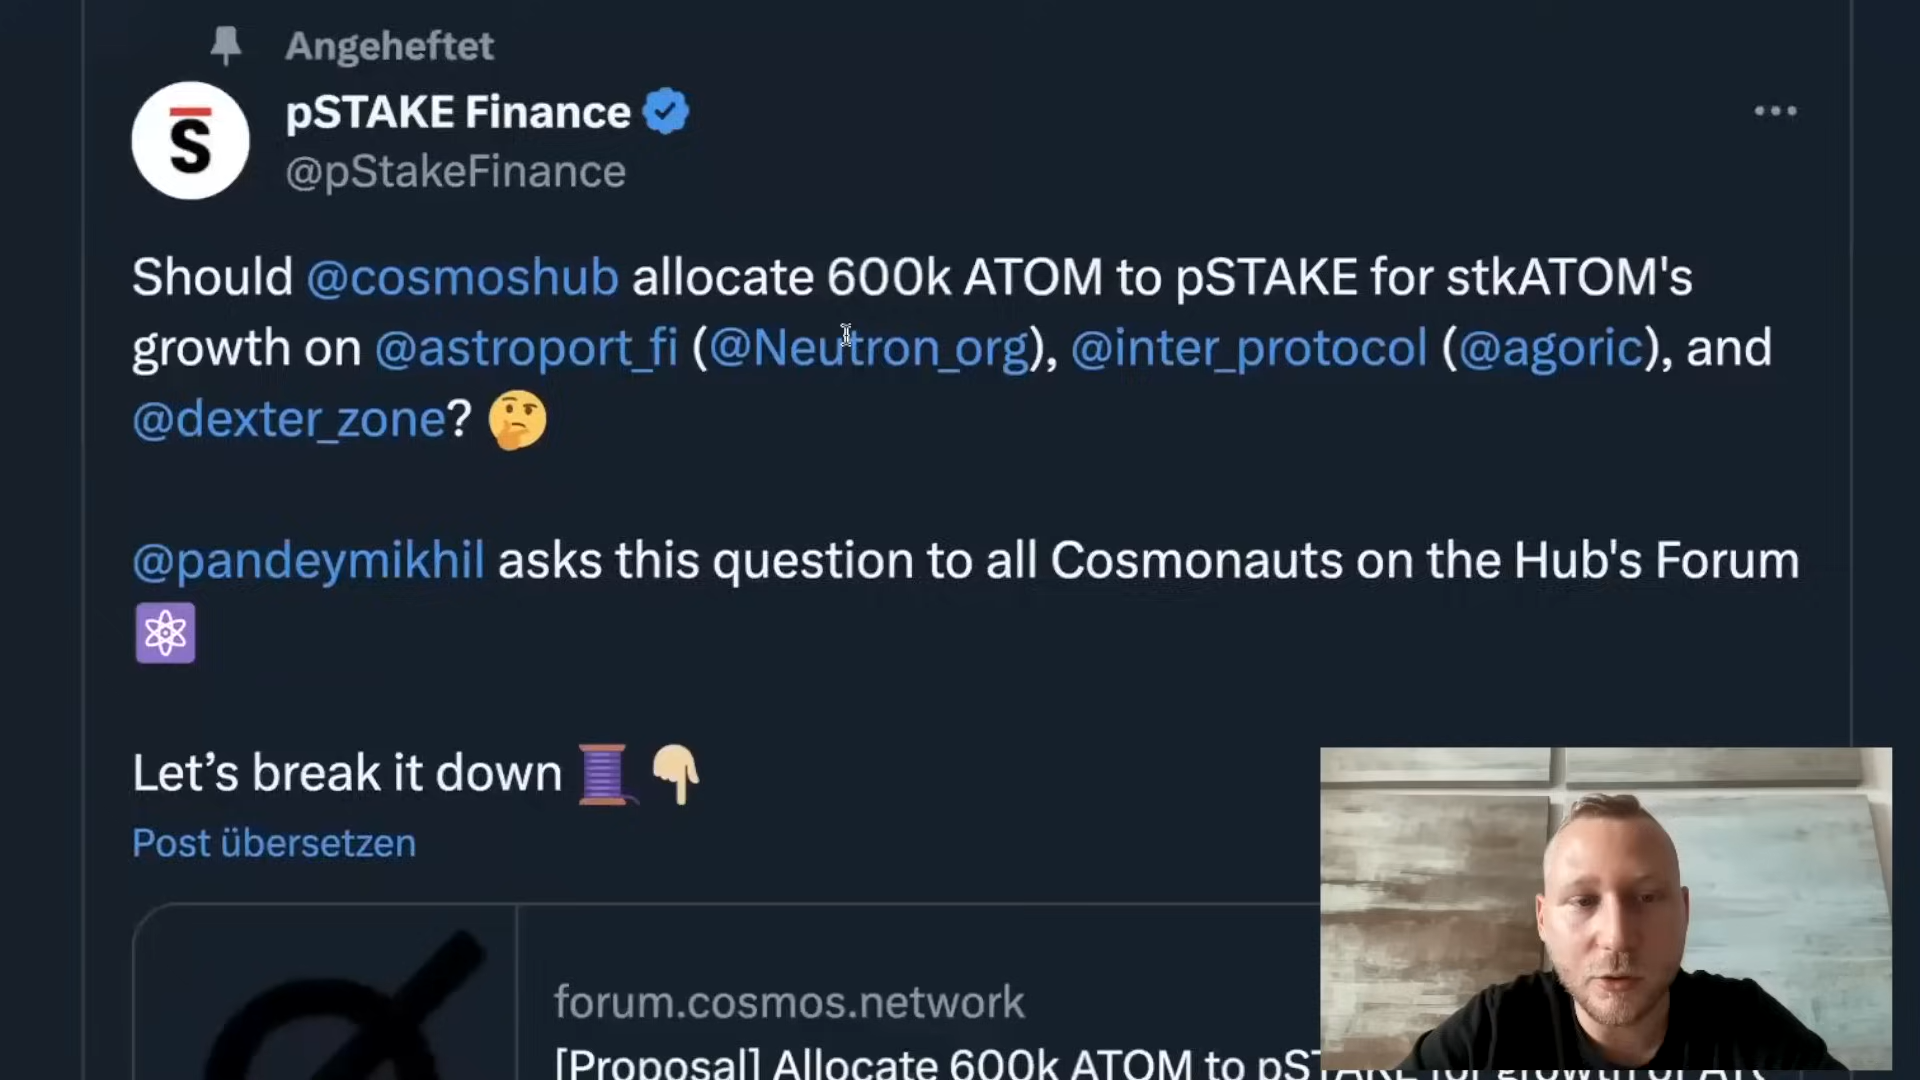 Angeheftet
pSTAKE Finance
@pStakeFinance
Should @cosmoshub allocate 600k ATOM to pSTAKE for stkATOM's
growth on @astroport_fi (@Neutron_org), @inter_protocol (@agoric), and
@dexter_zone? 🤔
@pandeymikhil asks this question to all Cosmonauts on the Hub's Forum
⚛️
Let’s break it down 🧵 👇🏼
Post übersetzen
forum.cosmos.network
[Proposal] Allocate 600k ATOM to pSTAKE for growth of